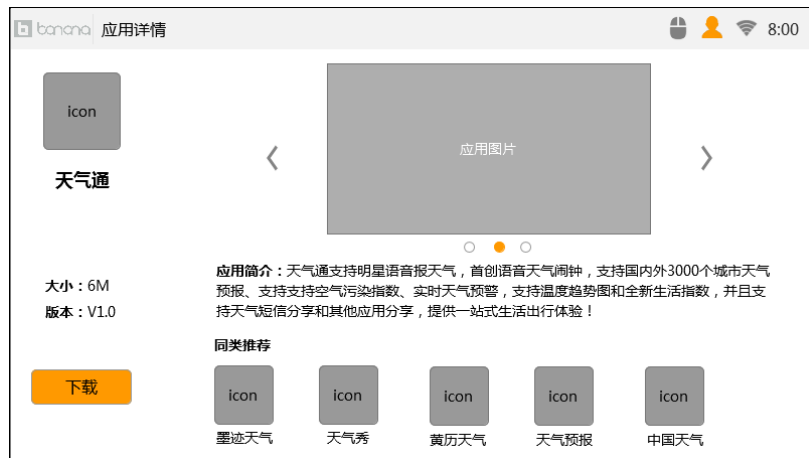 banana 应用详情 8:00
icon
天气通
应用图片
应用简介：天气通支持明星语音报天气，首创语音天气闹钟，支持国内外3000个城市天气
预报、支持支持空气污染指数、实时天气预警，支持温度趋势图和全新生活指数，并且支
持天气短信分享和其他应用分享，提供一站式生活出行体验！
大小：6M
版本：V1.0
同类推荐
下载
icon icon icon icon icon
墨迹天气 天气秀 黄历天气 天气预报 中国天气